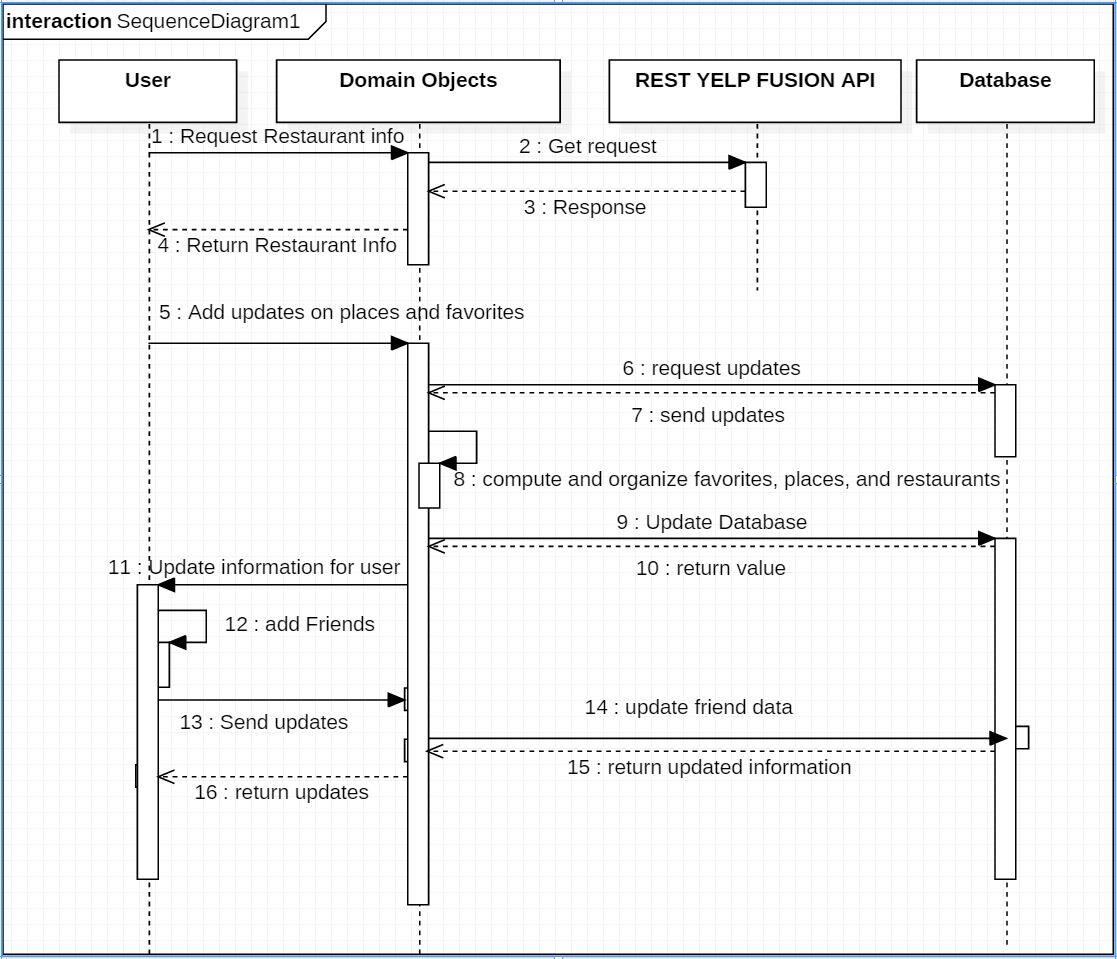 interaction SequenceDiagram1
User
Domain Objects
REST YELP FUSION API
Database
1 : Request Restaurant info
2 : Get request
3 : Response
4 : Return Restaurant Info
5 : Add updates on places and favorites
6 : request updates
7 : send updates
8 : compute and organize favorites, places, and restaurants
9 : Update Database
10 : return value
11 : Update information for user
12 : add Friends
13 : Send updates
14 : update friend data
15 : return updated information
16 : return updates